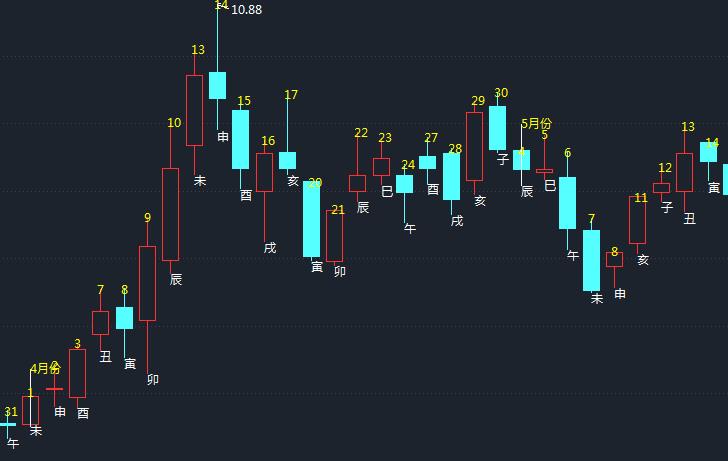 31
午
4月份
1
未
2
申
3
酉
7
丑
8
寅
9
卯
10
辰
13
未
14
10.88
申
15
酉
16
戌
17
亥
20
寅
21
卯
22
辰
23
巳
24
午
27
酉
28
戌
29
亥
30
子
5月份
4
辰
5
巳
6
午
7
未
8
申
11
亥
12
子
13
丑
14
寅